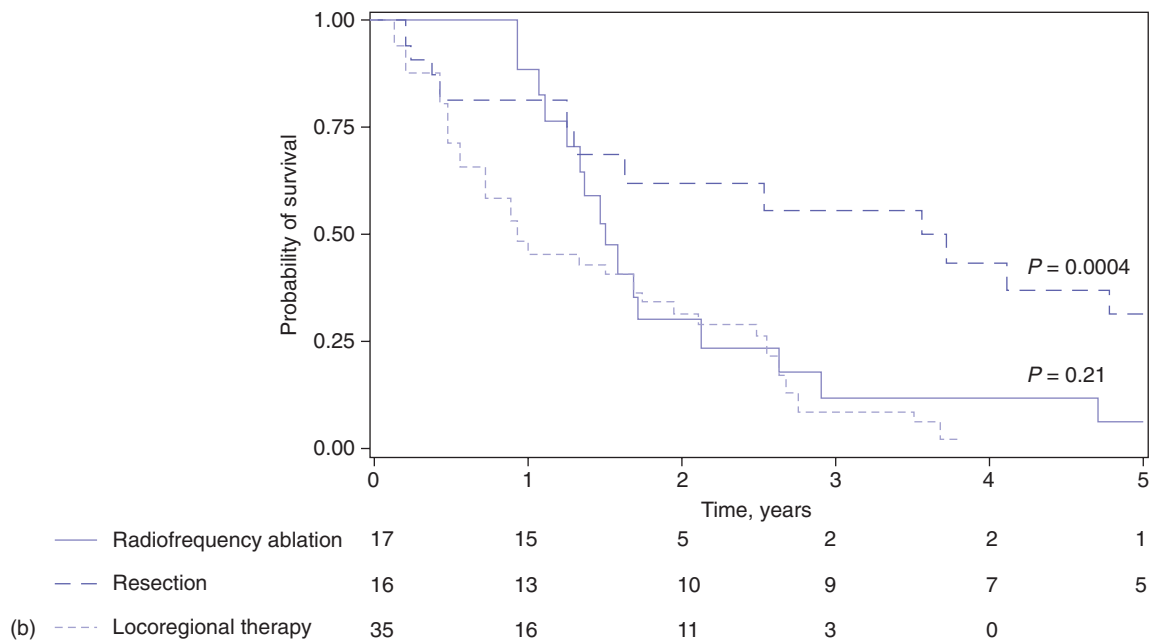 1.00
0.75
0.50
0.25
0.00
Probability of survival
P = 0.0004
P = 0.21
0 1 2 3 4 5
Time, years
Radiofrequency ablation 17 15 5 2 2 1
Resection 16 13 10 9 7 5
(b) Locoregional therapy 35 16 11 3 0